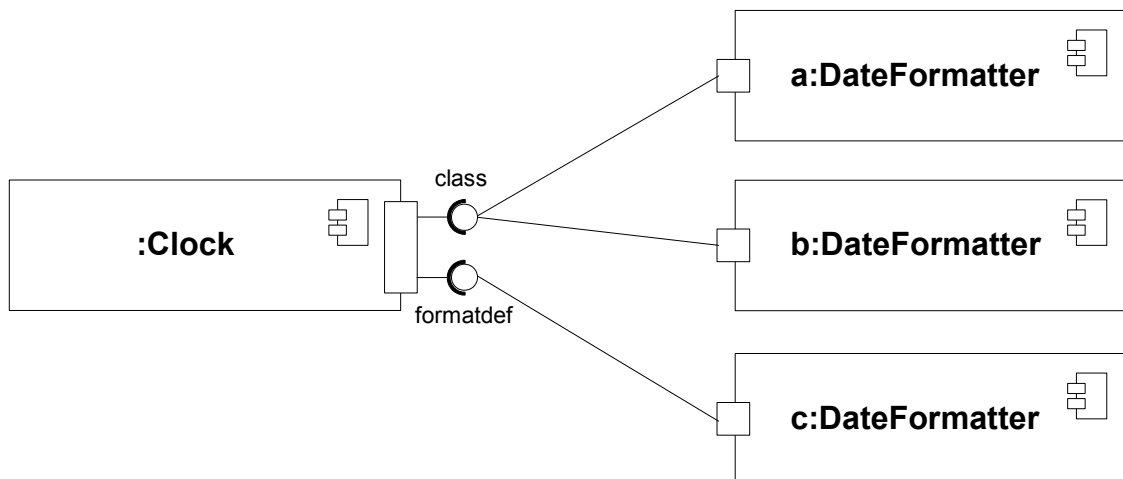 a:DateFormatter
class
:Clock
b:DateFormatter
formatdef
c:DateFormatter